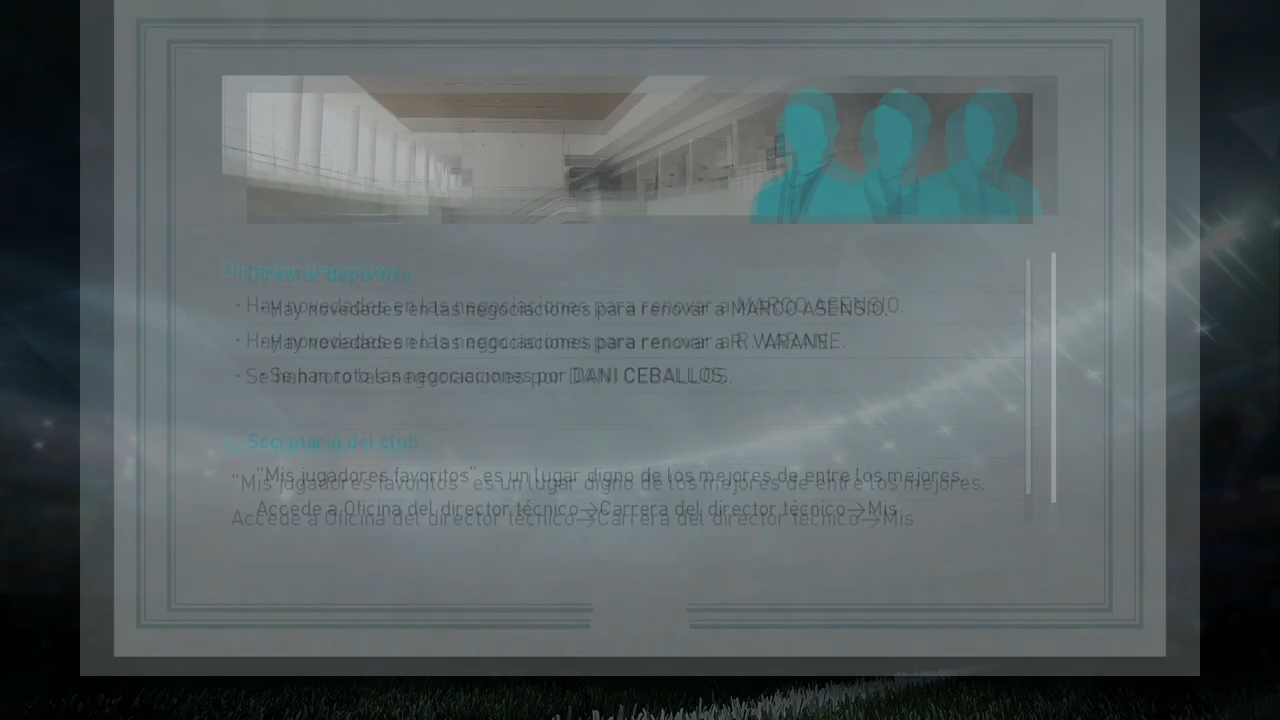 Director deportivo
· Hay novedades en las negociaciones para renovar a MARCO ASENSIO.
· Hay novedades en las negociaciones para renovar a R. VARANE.
· Se han roto las negociaciones por DANI CEBALLOS.
Secretario del club
"Mis jugadores favoritos" es un lugar digno de los mejores de entre los mejores.
Accede a Oficina del director técnico→Carrera del director técnico→Mis